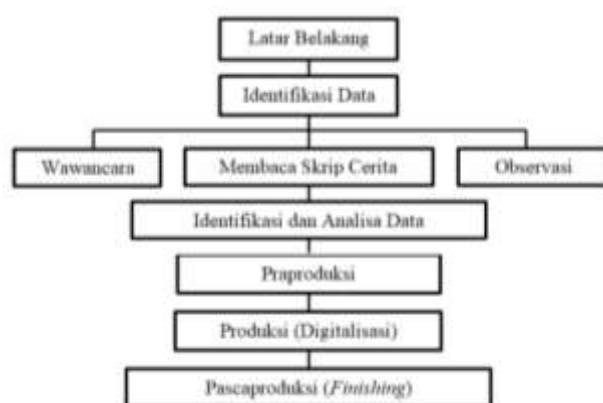 Latar Belakang
Identifikasi Data
Wawancara
Membaca Skrip Cerita
Observasi
Identifikasi dan Analisa Data
Praproduksi
Produksi (Digitalisasi)
Pascaproduksi (Finishing)